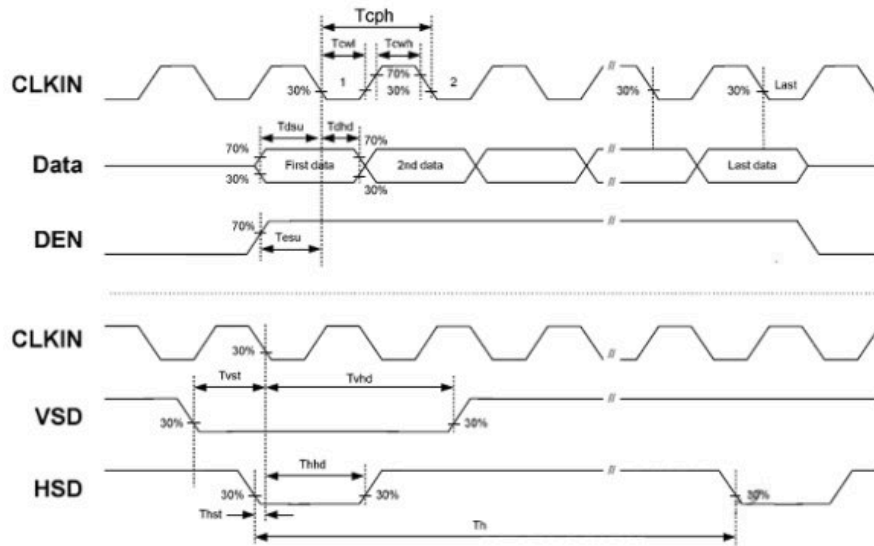 Tcph
Tcwl Tcwh
CLKIN 30% 1 70% 30% 2 30% 30% Last
Tdsu Tdhd
Data 70% 30% First data 70% 30% 2nd data Last data
DEN 70% Tesu
CLKIN 30%
Tvst Tvhd
VSD 30% 30%
Thhd
HSD 30% 30% 30%
Thst
Th